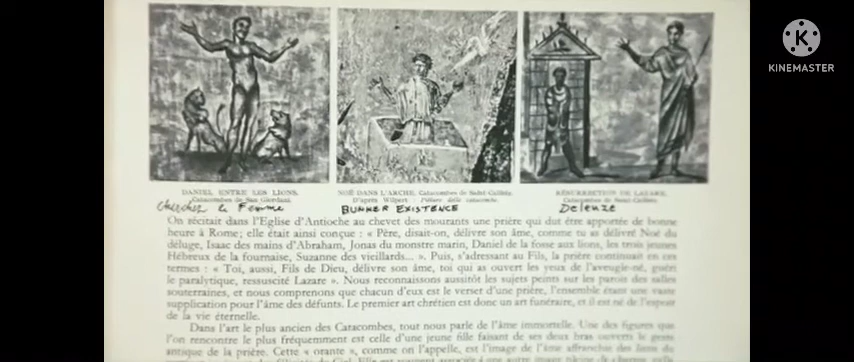 KINEMASTER
DANIEL ENTRE LES LIONS.
Catacombes de San Giordani.
NOË DANS L'ARCHE. Catacombes de Saint-Calliste.
D'après Wilpert :
RÉSURRECTION DE LAZARE.
Catacombes de Saint-Calliste.
Cherchez la Femme
BUNKER EXISTENCE
Deleuze
On récitait dans l'Eglise d'Antioche au chevet des mourants une prière qui dut être apportée de bonne
heure à Rome; elle était ainsi conçue : « Père, disait-on, délivre son âme, comme tu as délivré Noé du
déluge, Isaac des mains d'Abraham, Jonas du monstre marin, Daniel de la fosse aux lions, les trois jeunes
Hébreux de la fournaise, Suzanne des vieillards... ». Puis, s'adressant au Fils, la prière continuait en ces
termes : « Toi, aussi, Fils de Dieu, délivre son âme, toi qui as ouvert les yeux de l'aveugle-né, guéri
le paralytique, ressuscité Lazare ». Nous reconnaissons aussitôt les sujets peints sur les parois des salles
souterraines, et nous comprenons que chacun d'eux est le verset d'une prière, l'ensemble étant une vaste
supplication pour l'âme des défunts. Le premier art chrétien est donc un art funéraire, et il est né de l'espoir
de la vie éternelle.
Dans l'art le plus ancien des Catacombes, tout nous parle de l'âme immortelle. Une des figures que
l'on rencontre le plus fréquemment est celle d'une jeune fille faisant de ses deux bras ouverts le geste
antique de la prière. Cette « orante », comme on l'appelle, est l'image de l'âme affranchie des liens du